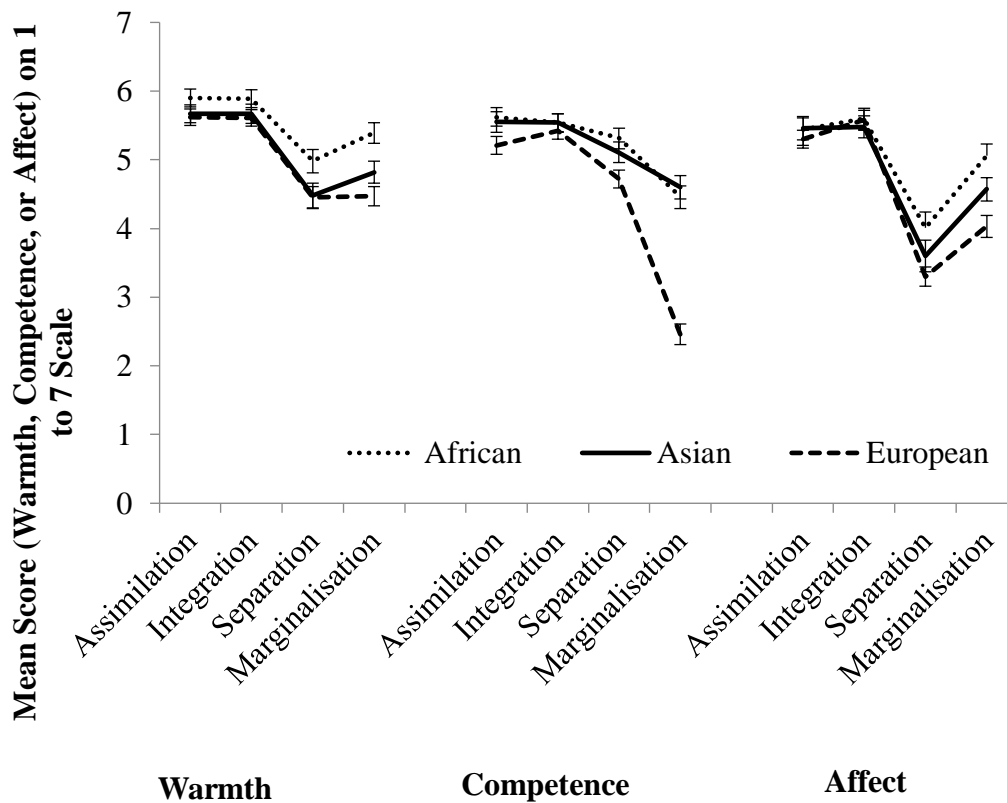 Mean Score (Warmth, Competence, or Affect) on 1
to 7 Scale
7
6
5
4
3
2
1
0
African
Asian
European
Assimilation
Integration
Separation
Marginalisation
Assimilation
Integration
Separation
Marginalisation
Assimilation
Integration
Separation
Marginalisation
Warmth
Competence
Affect